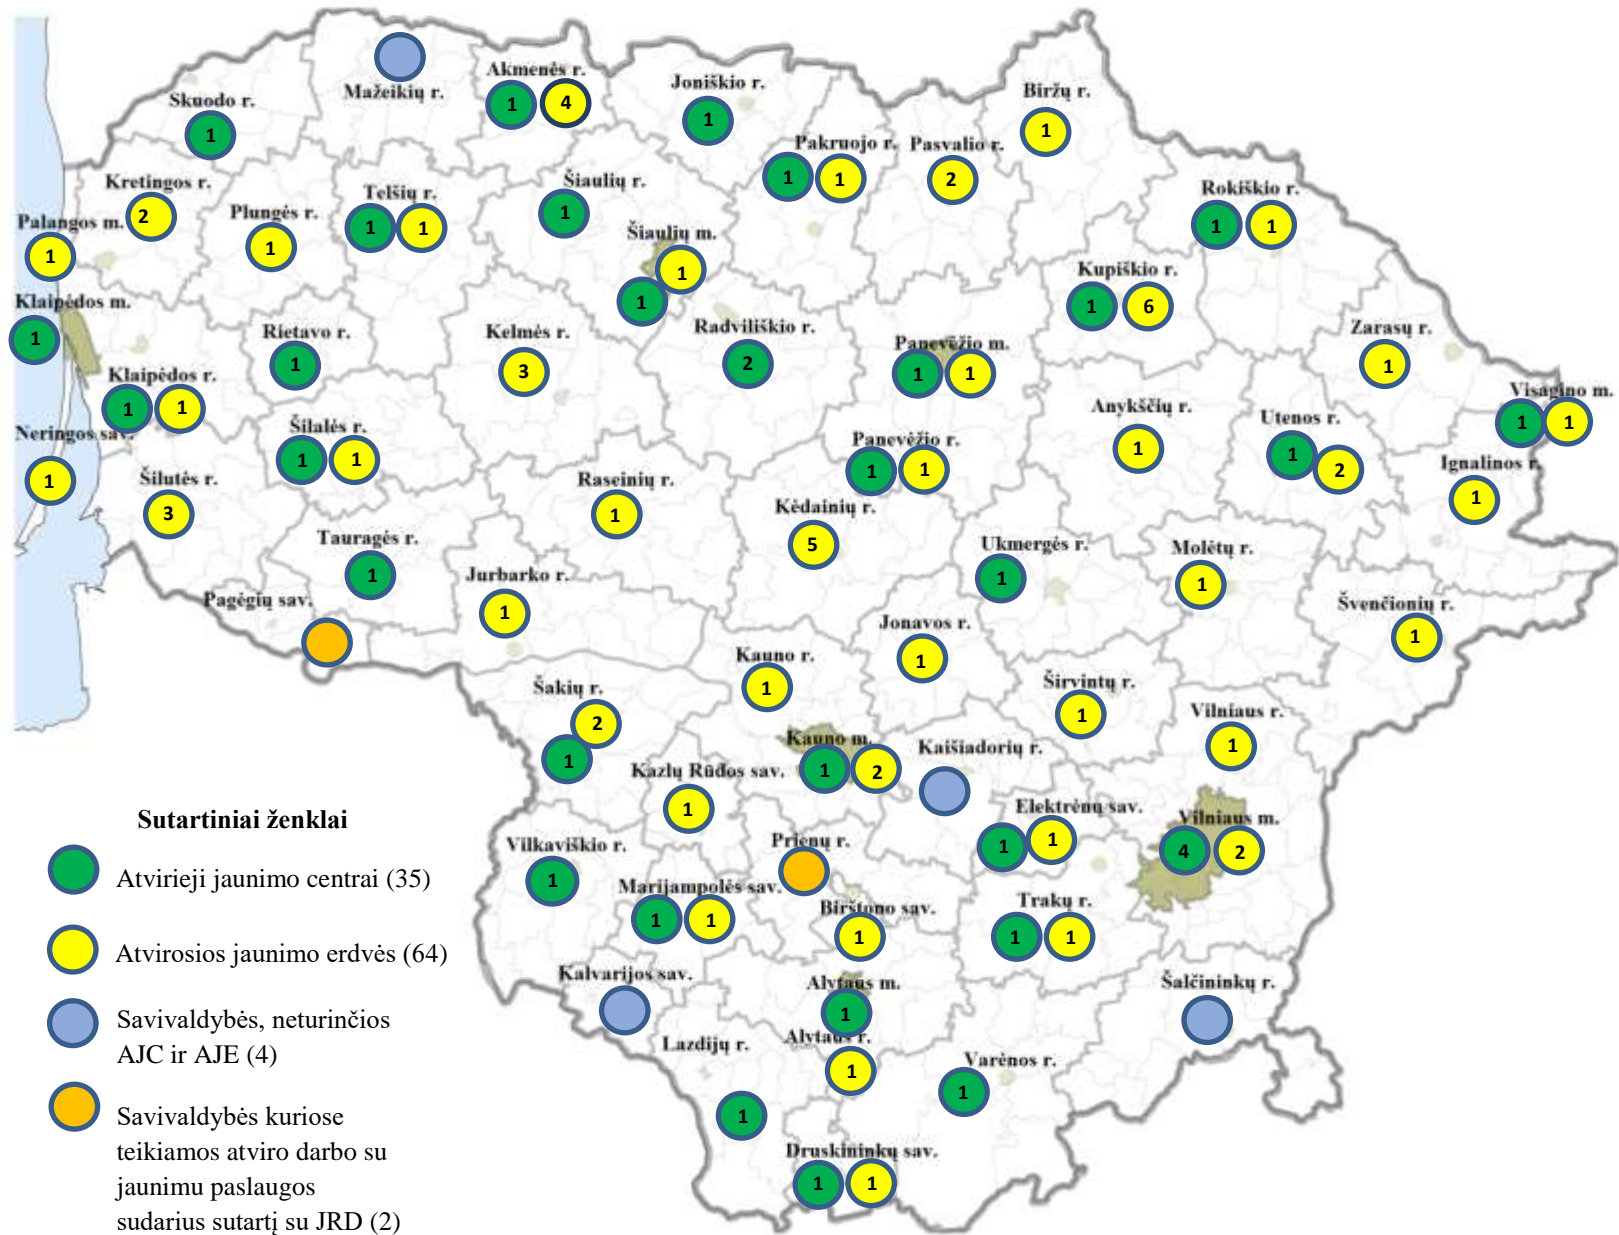 Mažeikių r.
Akmenės r.
1 4
Joniškio r.
1
Biržų r.
1
Skuodo r.
1
Pakruojo r.
1 1
Pasvalio r.
2
Kretingos r.
2
Plungės r.
1
Telšių r.
1 1
Šiaulių r.
1
Rokiškio r.
1 1
Palangos m.
1
Šiaulių m.
1
1
Kupiškio r.
1 6
Klaipėdos m.
1
Rietavo r.
1
Kelmės r.
3
Radviliškio r.
2
Panevėžio m.
1 1
Zarasų r.
1
Klaipėdos r.
1 1
Anykščių r.
1
Utenos r.
1
2
Visagino m.
1 1
Neringos sav.
1
Šilalės r.
1 1
Panevėžio r.
1 1
Ignalinos r.
1
Šilutės r.
3
Raseinių r.
1
Kėdainių r.
5
Tauragės r.
1
Jurbarko r.
1
Ukmergės r.
1
Molėtų r.
1
Pagėgių sav.
Švenčionių r.
1
Jonavos r.
1
Kauno r.
1
Šakių r.
2
1
Širvintų r.
1
Vilniaus r.
1
Kauno m.
1 2
Kaišiadorių r.
Kazlų Rūdos sav.
1
Elektrėnų sav.
1 1
Vilniaus m.
4 2
Sutartiniai ženklai
Vilkaviškio r.
1
Prienų r.
Atvirieji jaunimo centrai (35)
Marijampolės sav.
1 1
Birštono sav.
1
Trakų r.
1 1
Atvirosios jaunimo erdvės (64)
Kalvarijos sav.
Alytaus m.
1
Šalčininkų r.
Savivaldybės, neturinčios
AJC ir AJE (4)
Lazdijų r.
1
Alytaus r.
1
Varėnos r.
1
Savivaldybės kuriose
teikiamos atviro darbo su
jaunimu paslaugos
sudarius sutartį su JRD (2)
Druskininkų sav.
1 1